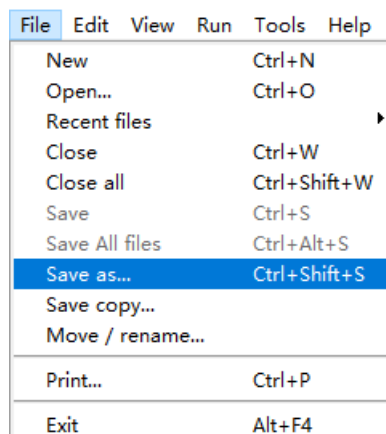 File Edit View Run Tools Help
New Ctrl+N
Open... Ctrl+O
Recent files
Close Ctrl+W
Close all Ctrl+Shift+W
Save Ctrl+S
Save All files Ctrl+Alt+S
Save as... Ctrl+Shift+S
Save copy...
Move / rename...
Print... Ctrl+P
Exit Alt+F4